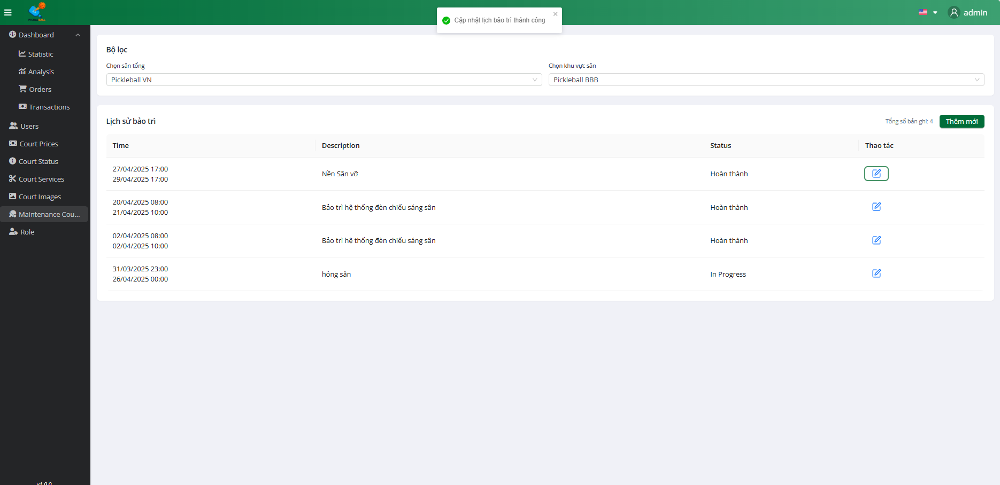 PICKLEBALL
Cập nhật lịch bảo trì thành công
admin
Dashboard
Statistic
Analysis
Orders
Transactions
Users
Court Prices
Court Status
Court Services
Court Images
Maintenance Cou...
Role
v1.0.0
Bộ lọc
Chọn sân tổng
Chọn khu vực sân
Pickleball VN
Pickleball BBB
Lịch sử bảo trì
Tổng số bản ghi: 4
Thêm mới
Time Description Status Thao tác
27/04/2025 17:00
29/04/2025 17:00
Nền Sân vỡ
Hoàn thành
20/04/2025 08:00
21/04/2025 10:00
Bảo trì hệ thống đèn chiếu sáng sân
Hoàn thành
02/04/2025 08:00
02/04/2025 10:00
Bảo trì hệ thống đèn chiếu sáng sân
Hoàn thành
31/03/2025 23:00
26/04/2025 00:00
hỏng sân
In Progress